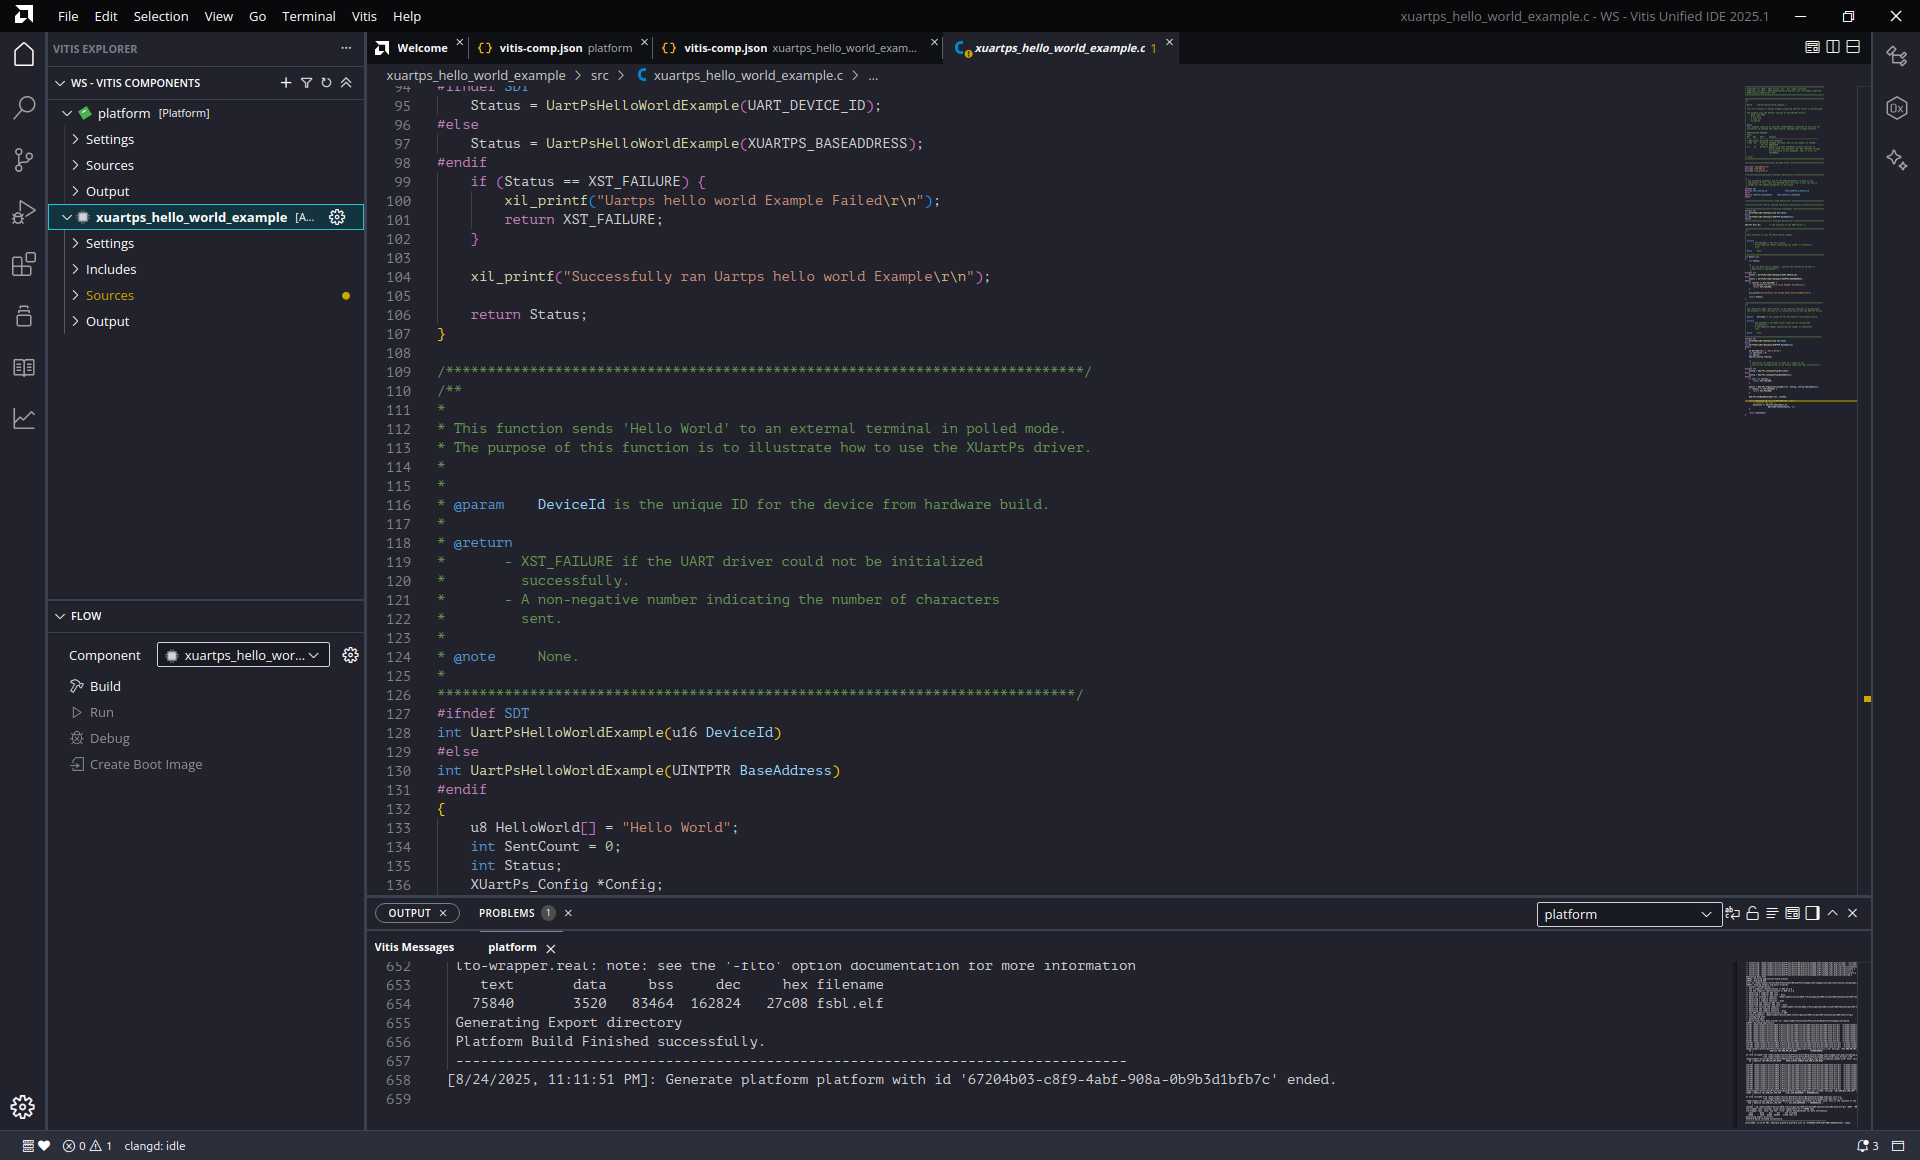 File Edit Selection View Go Terminal Vitis Help
xuartps_hello_world_example.c - WS - Vitis Unified IDE 2025.1
VITIS EXPLORER
WS - VITIS COMPONENTS
platform [Platform]
Settings
Sources
Output
xuartps_hello_world_example [A...
Settings
Includes
Sources
Output
FLOW
Component xuartps_hello_wor...
Build
Run
Debug
Create Boot Image
Welcome
vitis-comp.json platform
vitis-comp.json xuartps_hello_world_exam...
xuartps_hello_world_example.c 1
xuartps_hello_world_example > src > C xuartps_hello_world_example.c > ...
94 #ifndef SDT
95 Status = UartPsHelloWorldExample(UART_DEVICE_ID);
96 #else
97 Status = UartPsHelloWorldExample(XUARTPS_BASEADDRESS);
98 #endif
99 if (Status == XST_FAILURE) {
100 xil_printf("Uartps hello world Example Failed\r\n");
101 return XST_FAILURE;
102 }
103
104 xil_printf("Successfully ran Uartps hello world Example\r\n");
105
106 return Status;
107 }
108
109 /****************************************************************************/
110 /**
111 *
112 * This function sends 'Hello World' to an external terminal in polled mode.
113 * The purpose of this function is to illustrate how to use the XUartPs driver.
114 *
115 *
116 * @param DeviceId is the unique ID for the device from hardware build.
117 *
118 * @return
119 * - XST_FAILURE if the UART driver could not be initialized
120 * successfully.
121 * - A non-negative number indicating the number of characters
122 * sent.
123 *
124 * @note None.
125 *
126 ****************************************************************************/
127 #ifndef SDT
128 int UartPsHelloWorldExample(u16 DeviceId)
129 #else
130 int UartPsHelloWorldExample(UINTPTR BaseAddress)
131 #endif
132 {
133 u8 HelloWorld[] = "Hello World";
134 int SentCount = 0;
135 int Status;
136 XUartPs_Config *Config;
OUTPUT PROBLEMS 1
platform
Vitis Messages platform
652 lto-wrapper.real: note: see the '-flto' option documentation for more information
653 text data bss dec hex filename
654 75840 3520 83464 162824 27c08 fsbl.elf
655 Generating Export directory
656 Platform Build Finished successfully.
657 --------------------------------------------------------------------------------
658 [8/24/2025, 11:11:51 PM]: Generate platform platform with id '67204b03-c8f9-4abf-908a-0b9b3d1bfb7c' ended.
659
0 1 clangd: idle
3